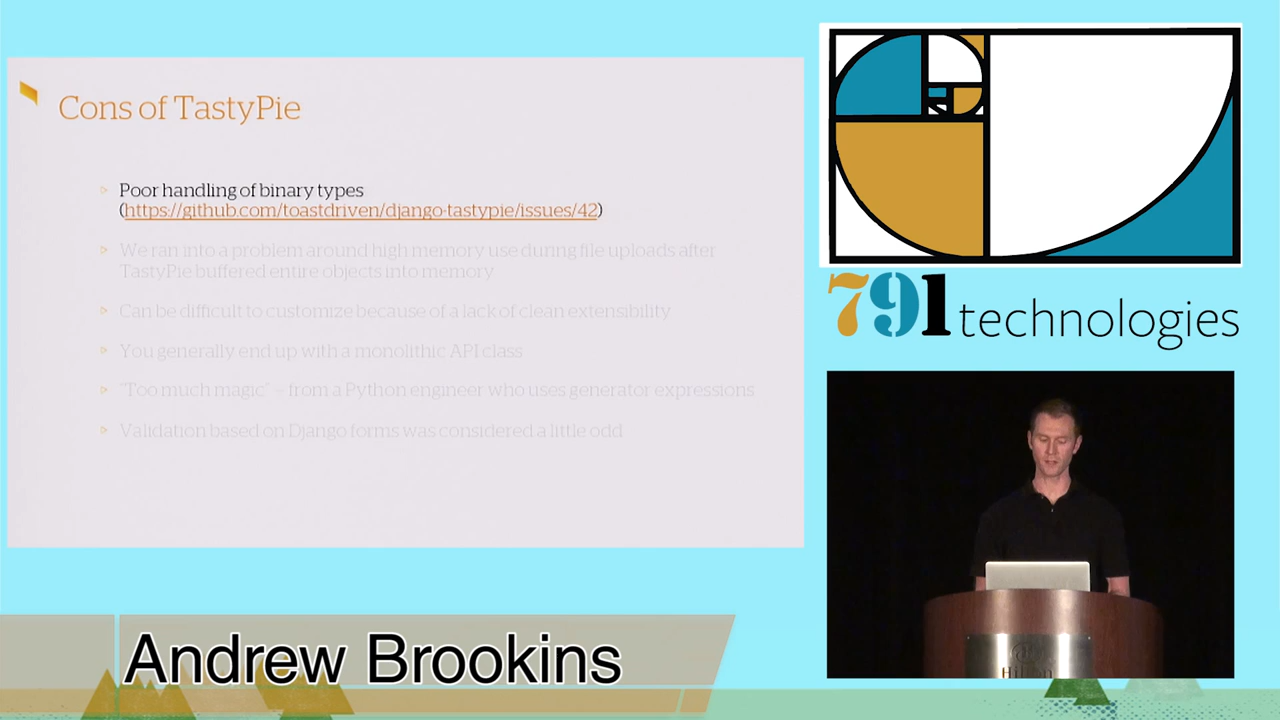 Cons of TastyPie
Poor handling of binary types
(https://github.com/toastdriven/django-tastypie/issues/42)
We ran into a problem around high memory use during file uploads after
TastyPie buffered entire objects into memory
Can be difficult to customize because of a lack of clean extensibility
You generally end up with a monolithic API class
"Too much magic" - from a Python engineer who uses generator expressions
Validation based on Django forms was considered a little odd
791 technologies
Hilton
Andrew Brookins